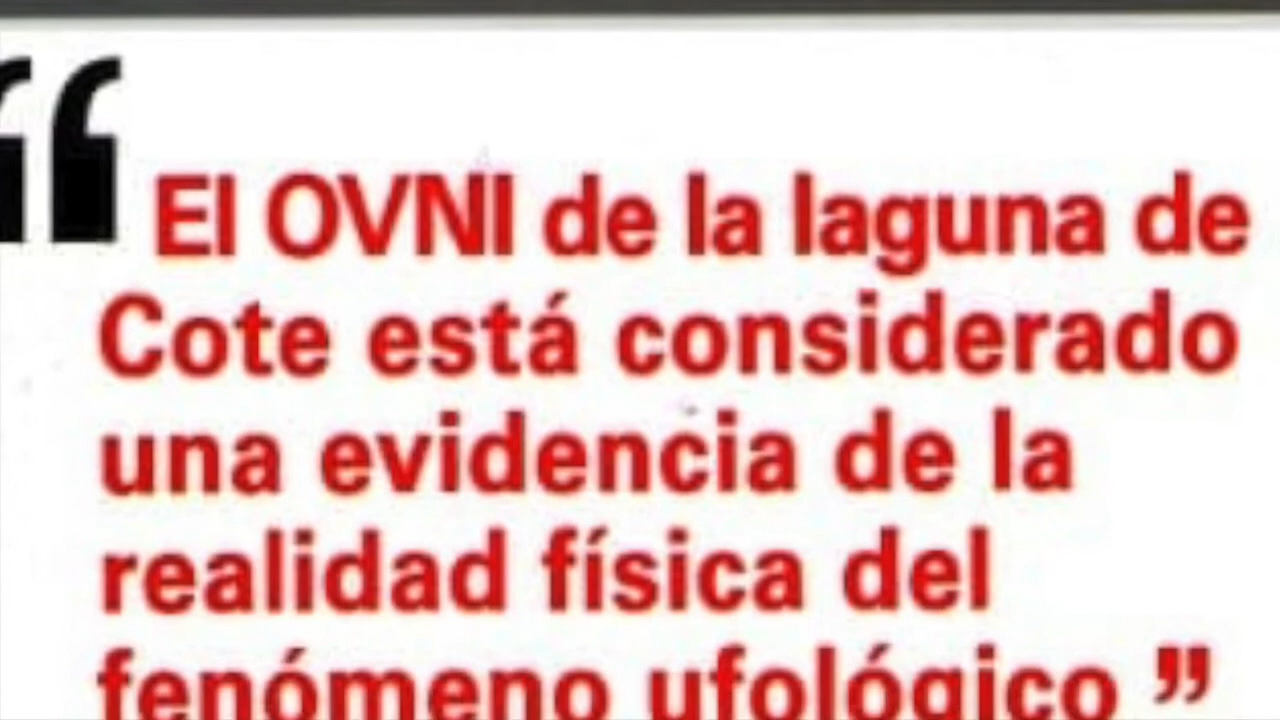 “ El OVNI de la laguna de
Cote está considerado
una evidencia de la
realidad física del
fenómeno ufológico ”